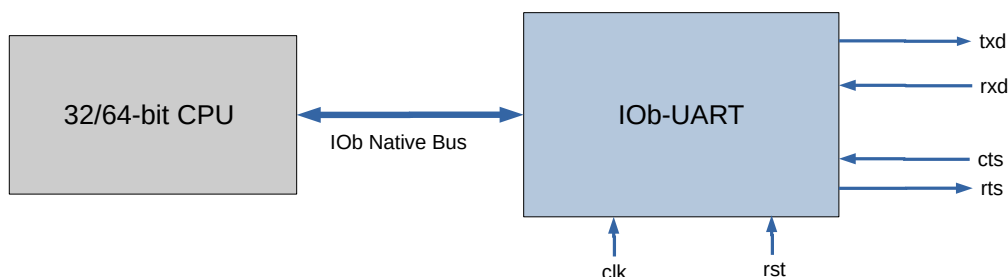 txd
rxd
32/64-bit CPU
IOb-UART
IOb Native Bus
cts
rts
clk
rst